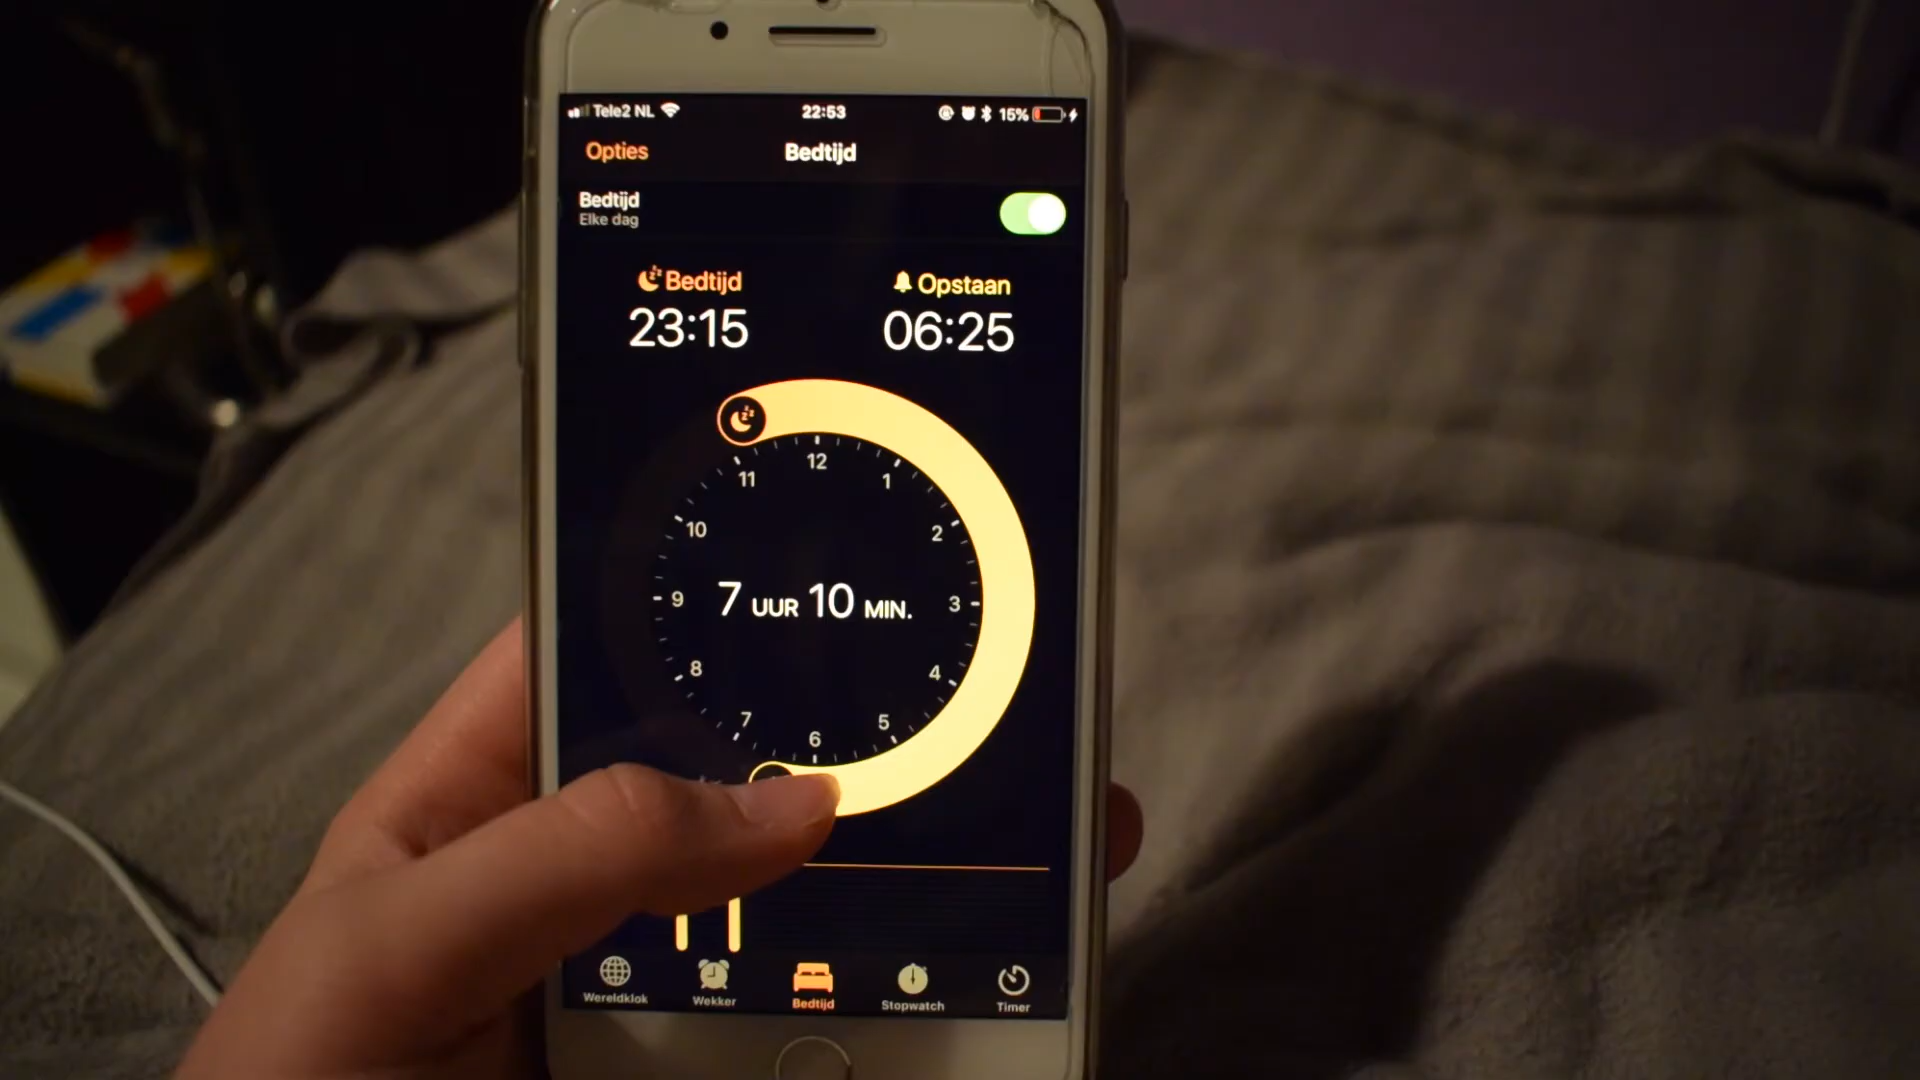 Tele2 NL 22:53 15%
Opties Bedtijd
Bedtijd
Elke dag
Bedtijd Opstaan
23:15 06:25
12
11 1
10 2
9 7 UUR 10 MIN. 3
8 4
7 5
6
Wereldklok Wekker Bedtijd Stopwatch Timer